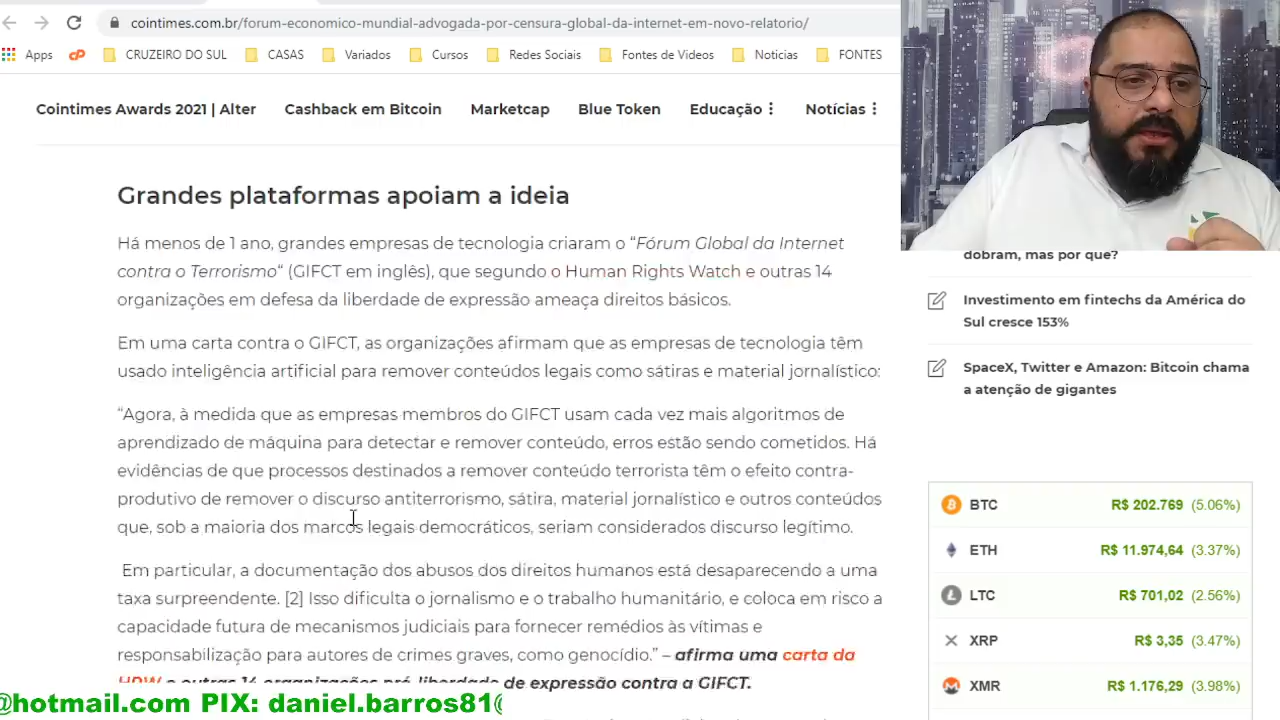 cointimes.com.br/forum-economico-mundial-advogada-por-censura-global-da-internet-em-novo-relatorio/
Apps CRUZEIRO DO SUL CASAS Variados Cursos Redes Sociais Fontes de Videos Noticias FONTES
Cointimes Awards 2021 | Alter Cashback em Bitcoin Marketcap Blue Token Educação Notícias
Grandes plataformas apoiam a ideia
Há menos de 1 ano, grandes empresas de tecnologia criaram o “Fórum Global da Internet
contra o Terrorismo“ (GIFCT em inglês), que segundo o Human Rights Watch e outras 14
organizações em defesa da liberdade de expressão ameaça direitos básicos.
Em uma carta contra o GIFCT, as organizações afirmam que as empresas de tecnologia têm
usado inteligência artificial para remover conteúdos legais como sátiras e material jornalístico:
“Agora, à medida que as empresas membros do GIFCT usam cada vez mais algoritmos de
aprendizado de máquina para detectar e remover conteúdo, erros estão sendo cometidos. Há
evidências de que processos destinados a remover conteúdo terrorista têm o efeito contra-
produtivo de remover o discurso antiterrorismo, sátira, material jornalístico e outros conteúdos
que, sob a maioria dos marcos legais democráticos, seriam considerados discurso legítimo.
Em particular, a documentação dos abusos dos direitos humanos está desaparecendo a uma
taxa surpreendente. [2] Isso dificulta o jornalismo e o trabalho humanitário, e coloca em risco a
capacidade futura de mecanismos judiciais para fornecer remédios às vítimas e
responsabilização para autores de crimes graves, como genocídio.” – afirma uma carta da
HRW e outras 14 organizações pró-liberdade de expressão contra a GIFCT.
dobram, mas por que?
Investimento em fintechs da América do
Sul cresce 153%
SpaceX, Twitter e Amazon: Bitcoin chama
a atenção de gigantes
BTC R$ 202.769 (5.06%)
ETH R$ 11.974,64 (3.37%)
LTC R$ 701,02 (2.56%)
XRP R$ 3,35 (3.47%)
XMR R$ 1.176,29 (3.98%)
@hotmail.com PIX: daniel.barros81@